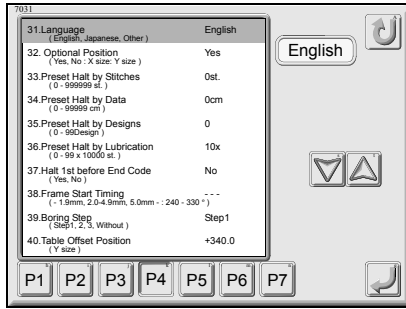 7031
31.Language English
( English, Japanese, Other )
English
32. Optional Position Yes
( Yes, No : X size: Y size )
33.Preset Halt by Stitches 0st.
( 0 - 999999 st. )
34.Preset Halt by Data 0cm
( 0 - 99999 cm )
35.Preset Halt by Designs 0
( 0 - 99Design )
36.Preset Halt by Lubrication 10x
( 0 - 99 x 10000 st. )
37.Halt 1st before End Code No
( Yes, No )
38.Frame Start Timing - - -
( - 1.9mm, 2.0-4.9mm, 5.0mm - : 240 - 330 ° )
39.Boring Step Step1
( Step1, 2, 3, Without )
40.Table Offset Position +340.0
( Y size )
P1 P2 P3 P4 P5 P6 P7